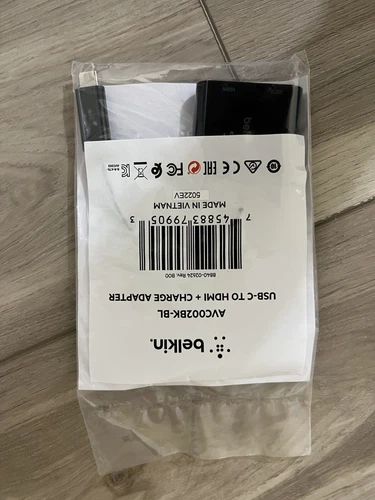 belkin.
AVC002BK-BL
USB-C TO HDMI + CHARGE ADAPTER
8840-02624 Rev. B00
7 45883 79905 3
MADE IN VIETNAM
5022EV